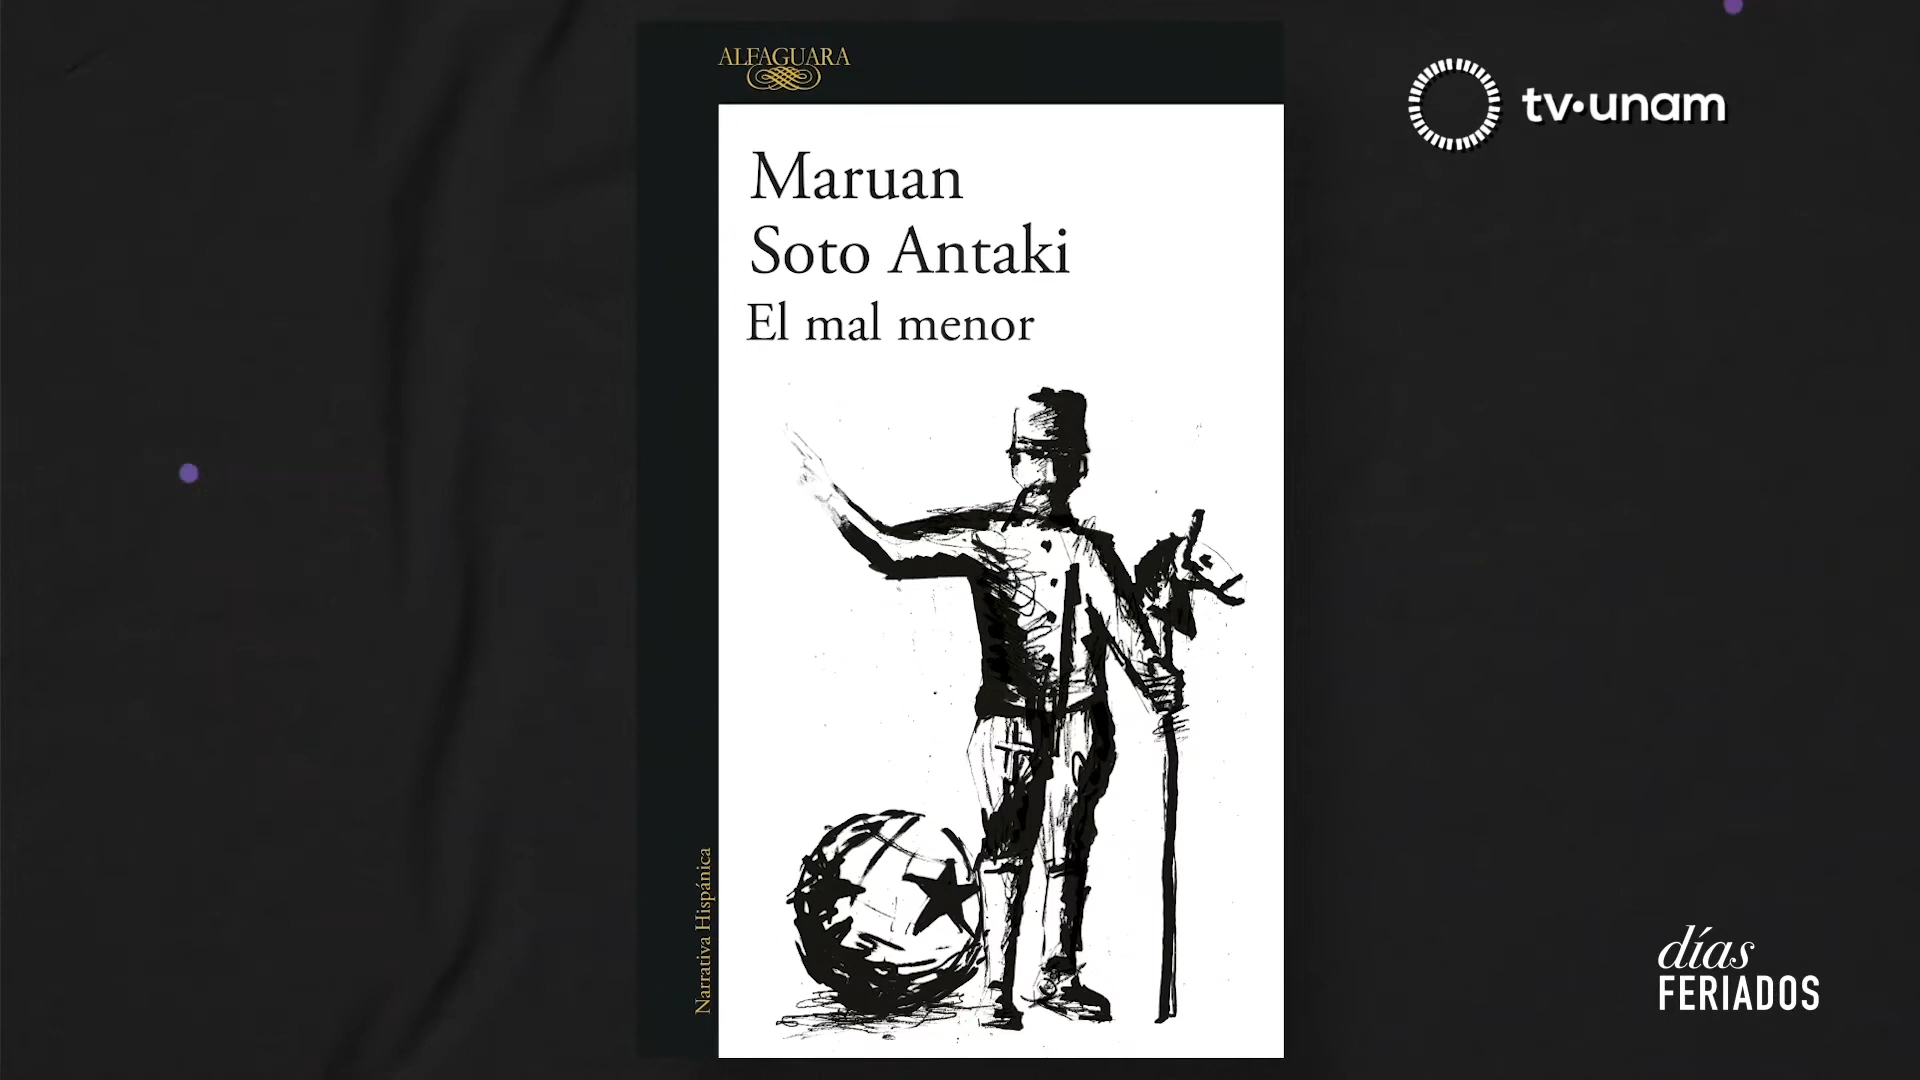 ALFAGUARA
Maruan
Soto Antaki
El mal menor
Narrativa Hispánica
tv·unam
días
FERIADOS